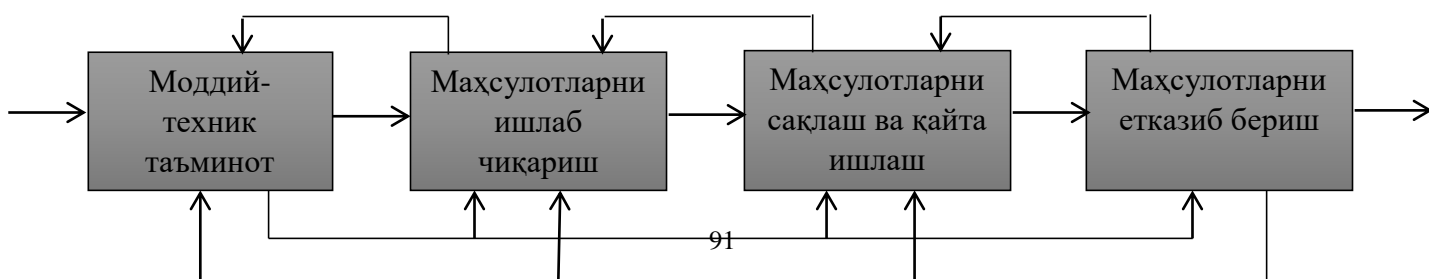 Моддий-
техник
таъминот
Маҳсулотларни
ишлаб
чиқариш
Маҳсулотларни
сақлаш ва қайта
ишлаш
Маҳсулотларни
етказиб бериш
91